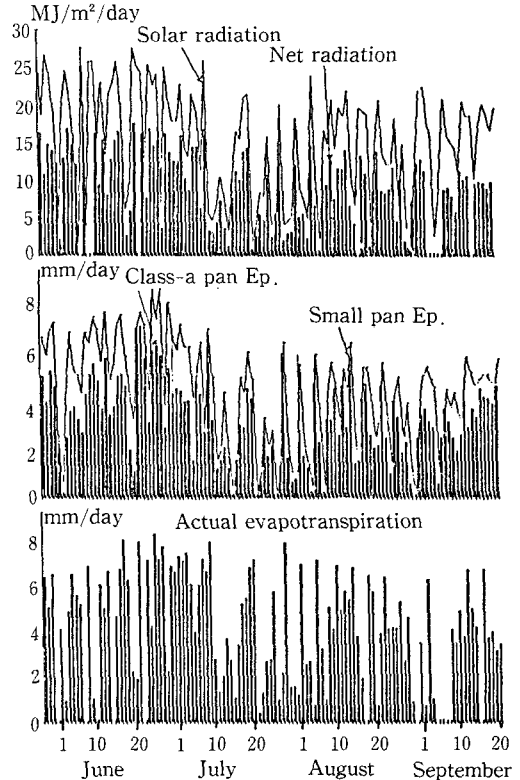 MJ/m²/day
30
Solar radiation
Net radiation
25
20
15
10
5
0
mm/day
Class-a pan Ep.
8
Small pan Ep.
6
4
2
0
mm/day
Actual evapotranspiration
8
6
4
2
0
1 10 20 1 10 20 1 10 20 1 10 20
June July August September